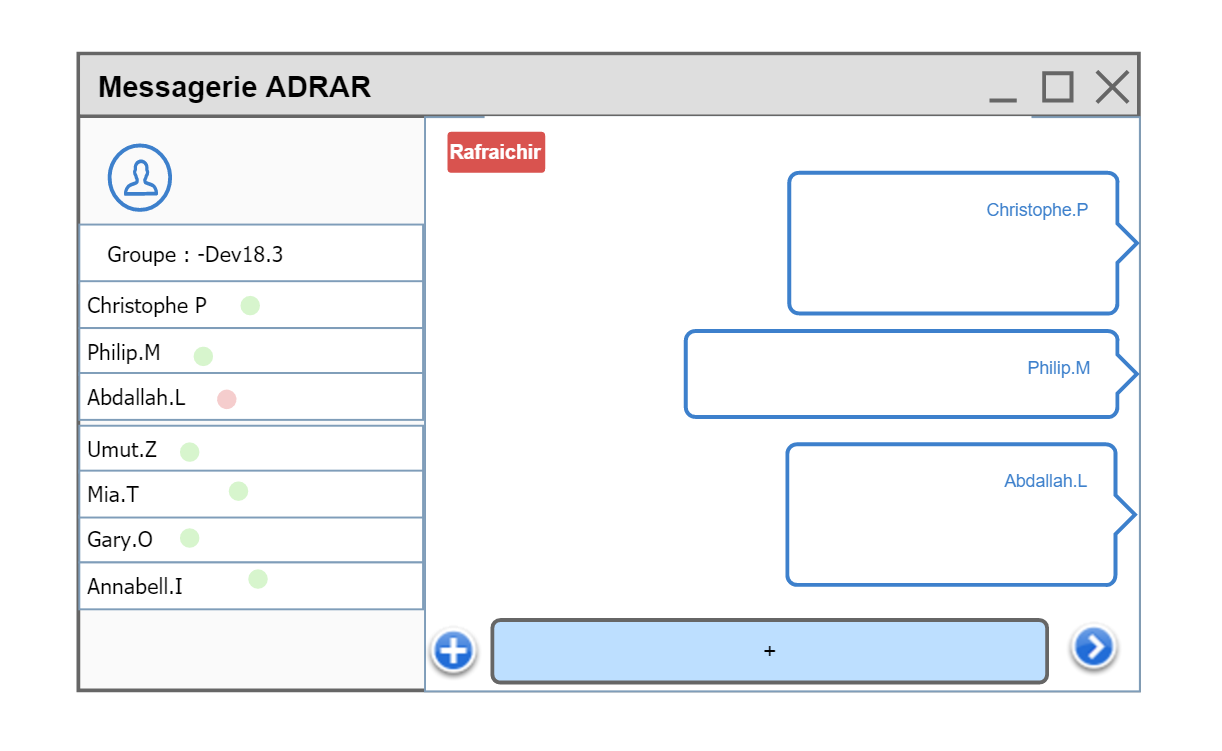 Messagerie ADRAR
Rafraichir
Groupe : -Dev18.3
Christophe P
Philip.M
Abdallah.L
Umut.Z
Mia.T
Gary.O
Annabell.I
Christophe.P
Philip.M
Abdallah.L
+